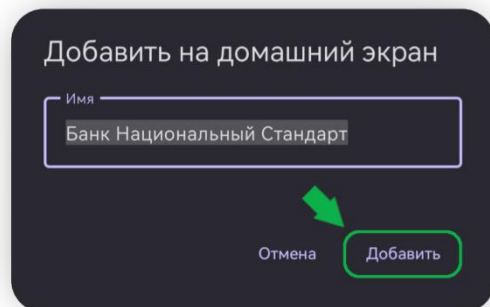 Добавить на домашний экран
Имя
Банк Национальный Стандарт
Отмена
Добавить